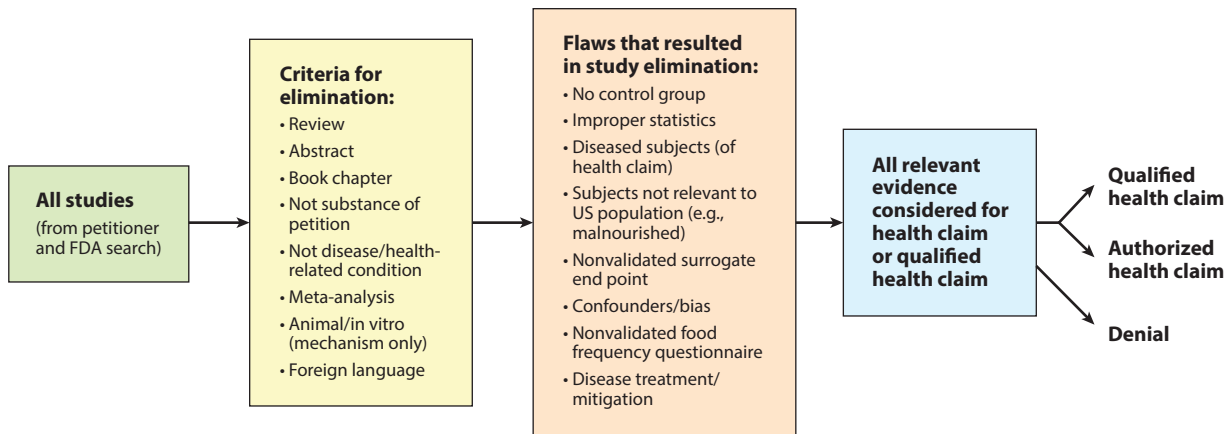 All studies
(from petitioner
and FDA search)
Criteria for
elimination:
• Review
• Abstract
• Book chapter
• Not substance of
petition
• Not disease/health-
related condition
• Meta-analysis
• Animal/in vitro
(mechanism only)
• Foreign language
Flaws that resulted
in study elimination:
• No control group
• Improper statistics
• Diseased subjects (of
health claim)
• Subjects not relevant to
US population (e.g.,
malnourished)
• Nonvalidated surrogate
end point
• Confounders/bias
• Nonvalidated food
frequency questionnaire
• Disease treatment/
mitigation
All relevant
evidence
considered for
health claim
or qualified
health claim
Qualified
health claim
Authorized
health claim
Denial